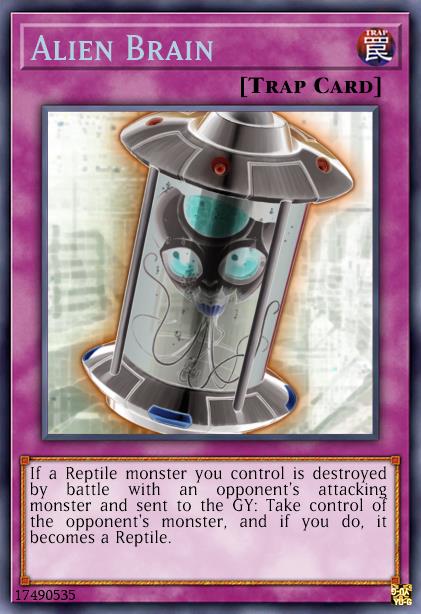 Alien Brain
TRAP
罠
[Trap Card]
If a Reptile monster you control is destroyed
by battle with an opponent's attacking
monster and sent to the GY: Take control of
the opponent's monster, and if you do, it
becomes a Reptile.
17490535